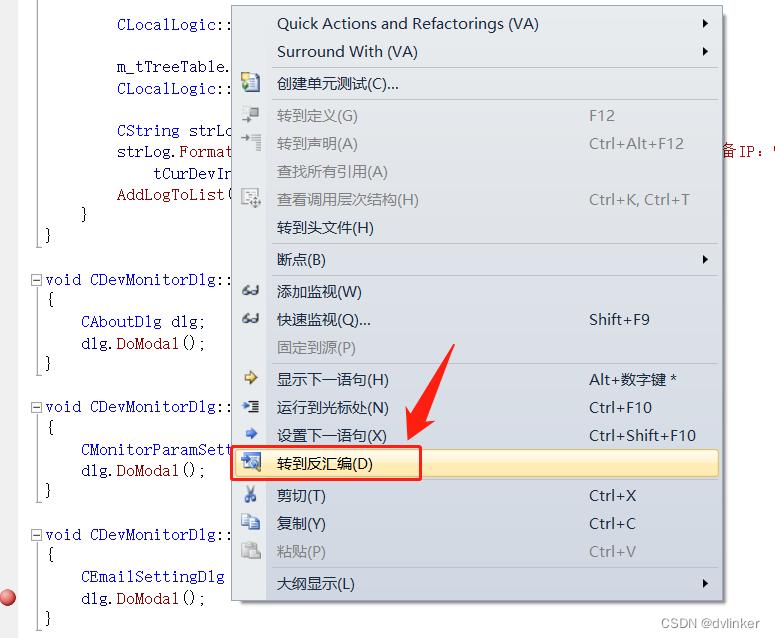 CLocalLogic::
m_tTreeTable.
CLocalLogic::
CString strLo
strLog.Format
备IP: "
tCurDevIn
AddLogToList(
}
}
void CDevMonitorDlg::
{
CAboutDlg dlg;
dlg.DoModal();
}
void CDevMonitorDlg::
{
CMonitorParamSett
dlg.DoModal();
}
void CDevMonitorDlg::
{
CEmailSettingDlg
dlg.DoModal();
}
Quick Actions and Refactorings (VA)
Surround With (VA)
创建单元测试(C)...
转到定义(G) F12
转到声明(A) Ctrl+Alt+F12
查找所有引用(A)
查看调用层次结构(H) Ctrl+K, Ctrl+T
转到头文件(H)
断点(B)
添加监视(W)
快速监视(Q)... Shift+F9
固定到源(P)
显示下一语句(H) Alt+数字键 *
运行到光标处(N) Ctrl+F10
设置下一语句(X) Ctrl+Shift+F10
转到反汇编(D)
剪切(T) Ctrl+X
复制(Y) Ctrl+C
粘贴(P) Ctrl+V
大纲显示(L)
CSDN @dvlinker